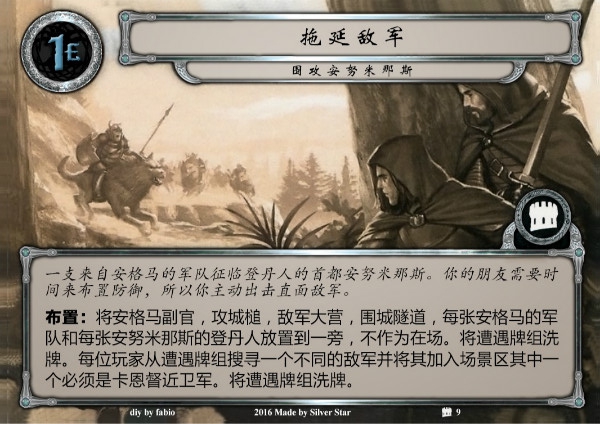 1E
拖延敌军
围攻安努米那斯
一支来自安格马的军队征临登丹人的首都安努米那斯。你的朋友需要时
间来布置防御，所以你主动出击直面敌军。
布置：将安格马副官，攻城槌，敌军大营，围城隧道，每张安格马的军
队和每张安努米那斯的登丹人放置到一旁，不作为在场。将遭遇牌组洗
牌。每位玩家从遭遇牌组搜寻一个不同的敌军并将其加入场景区其中一
个必须是卡恩督近卫军。将遭遇牌组洗牌。
diy by fabio 2016 Made by Silver Star 9